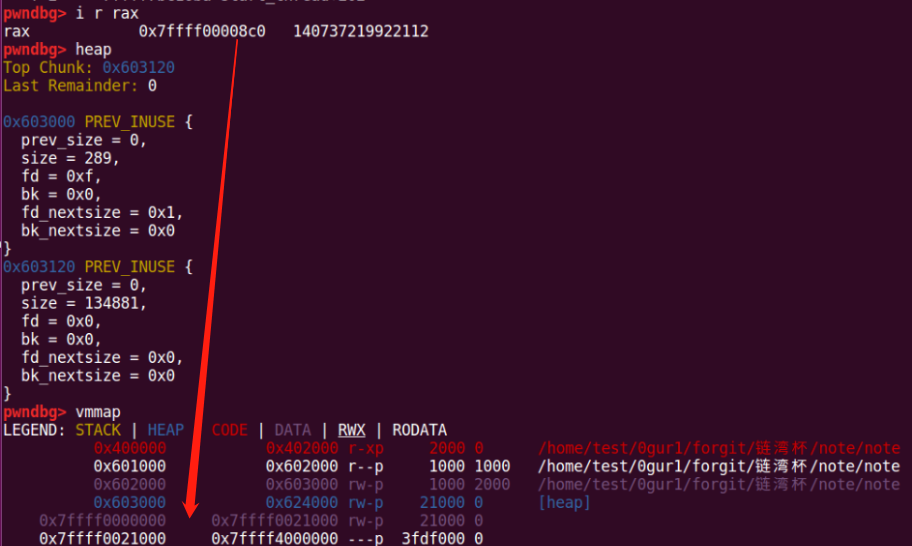 pwndbg> i r rax
rax 0x7ffff00008c0 140737219922112
pwndbg> heap
Top Chunk: 0x603120
Last Remainder: 0
0x603000 PREV_INUSE {
prev_size = 0,
size = 289,
fd = 0xf,
bk = 0x0,
fd_nextsize = 0x1,
bk_nextsize = 0x0
}
0x603120 PREV_INUSE {
prev_size = 0,
size = 134881,
fd = 0x0,
bk = 0x0,
fd_nextsize = 0x0,
bk_nextsize = 0x0
}
pwndbg> vmmap
LEGEND: STACK | HEAP | CODE | DATA | RWX | RODATA
0x400000 0x402000 r-xp 2000 0 /home/test/0gur1/forgit/链湾杯/note/note
0x601000 0x602000 r--p 1000 1000 /home/test/0gur1/forgit/链湾杯/note/note
0x602000 0x603000 rw-p 1000 2000 /home/test/0gur1/forgit/链湾杯/note/note
0x603000 0x624000 rw-p 21000 0 [heap]
0x7ffff0000000 0x7ffff0021000 rw-p 21000 0
0x7ffff0021000 0x7ffff4000000 ---p 3fdf000 0